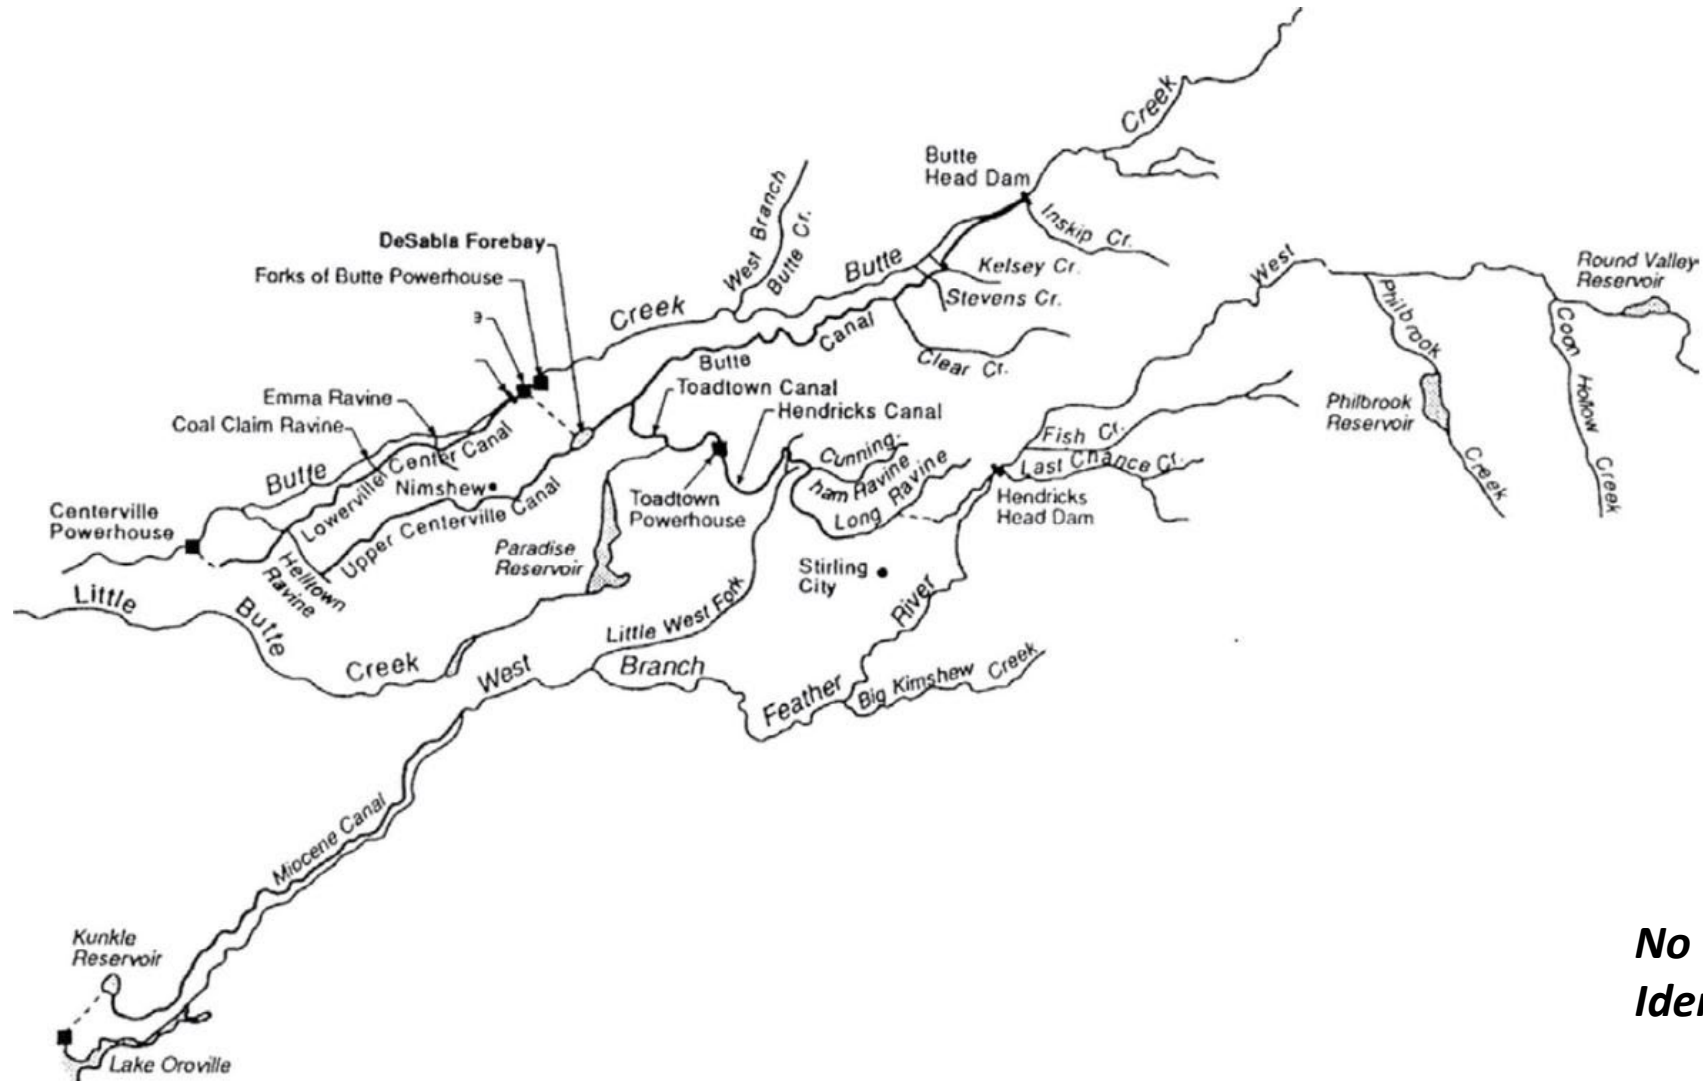 Creek
Butte
Head Dam
Inskip Cr.
West Branch
Butte Cr.
DeSabla Forebay
Forks of Butte Powerhouse
Butte
Kelsey Cr.
Stevens Cr.
Creek
Canal
Butte
Clear Cr.
West
Round Valley
Reservoir
Philbrook
Coon
Hollow
Creek
Philbrook
Reservoir
Creek
Emma Ravine
Coal Claim Ravine
Toadtown Canal
Hendricks Canal
Butte
Center Canal
Lowerville
Nimshew
Upper Centerville Canal
Cunning-
ham Ravine
Long Ravine
Fish Cr.
Last Chance Cr.
Hendricks
Head Dam
Toadtown
Powerhouse
Centerville
Powerhouse
Helltown
Ravine
Paradise
Reservoir
Stirling
City
Little
Butte
Creek
Little West Fork
West
Branch
Feather
River
Big Kimshew Creek
Miocene Canal
Kunkle
Reservoir
Lake Oroville
No